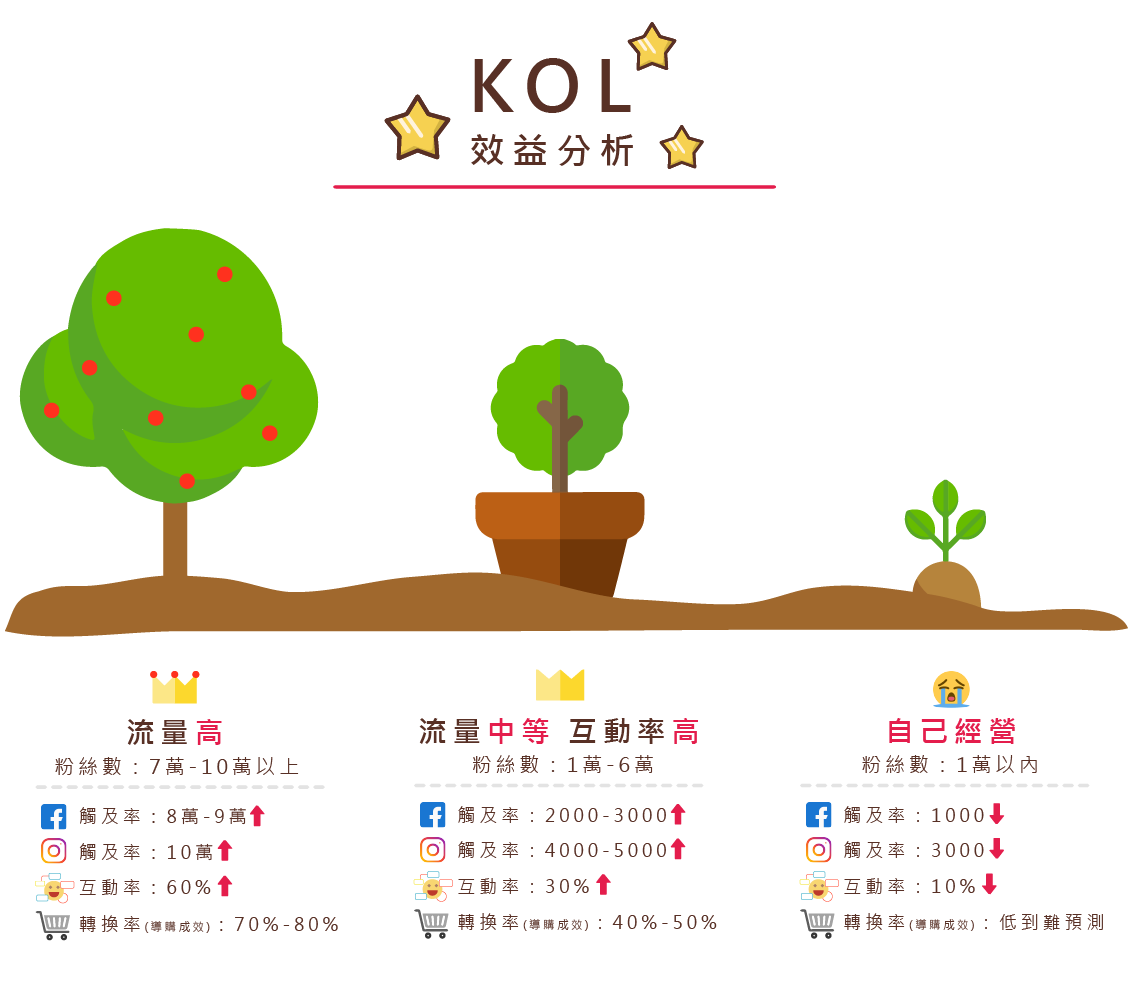 KOL
效益分析
流量高
粉絲數：7萬-10萬以上
觸及率：8萬-9萬
觸及率：10萬
互動率：60%
轉換率(導購成效)：70%-80%
流量中等 互動率高
粉絲數：1萬-6萬
觸及率：2000-3000
觸及率：4000-5000
互動率：30%
轉換率(導購成效)：40%-50%
自己經營
粉絲數：1萬以內
觸及率：1000
觸及率：3000
互動率：10%
轉換率(導購成效)：低到難預測